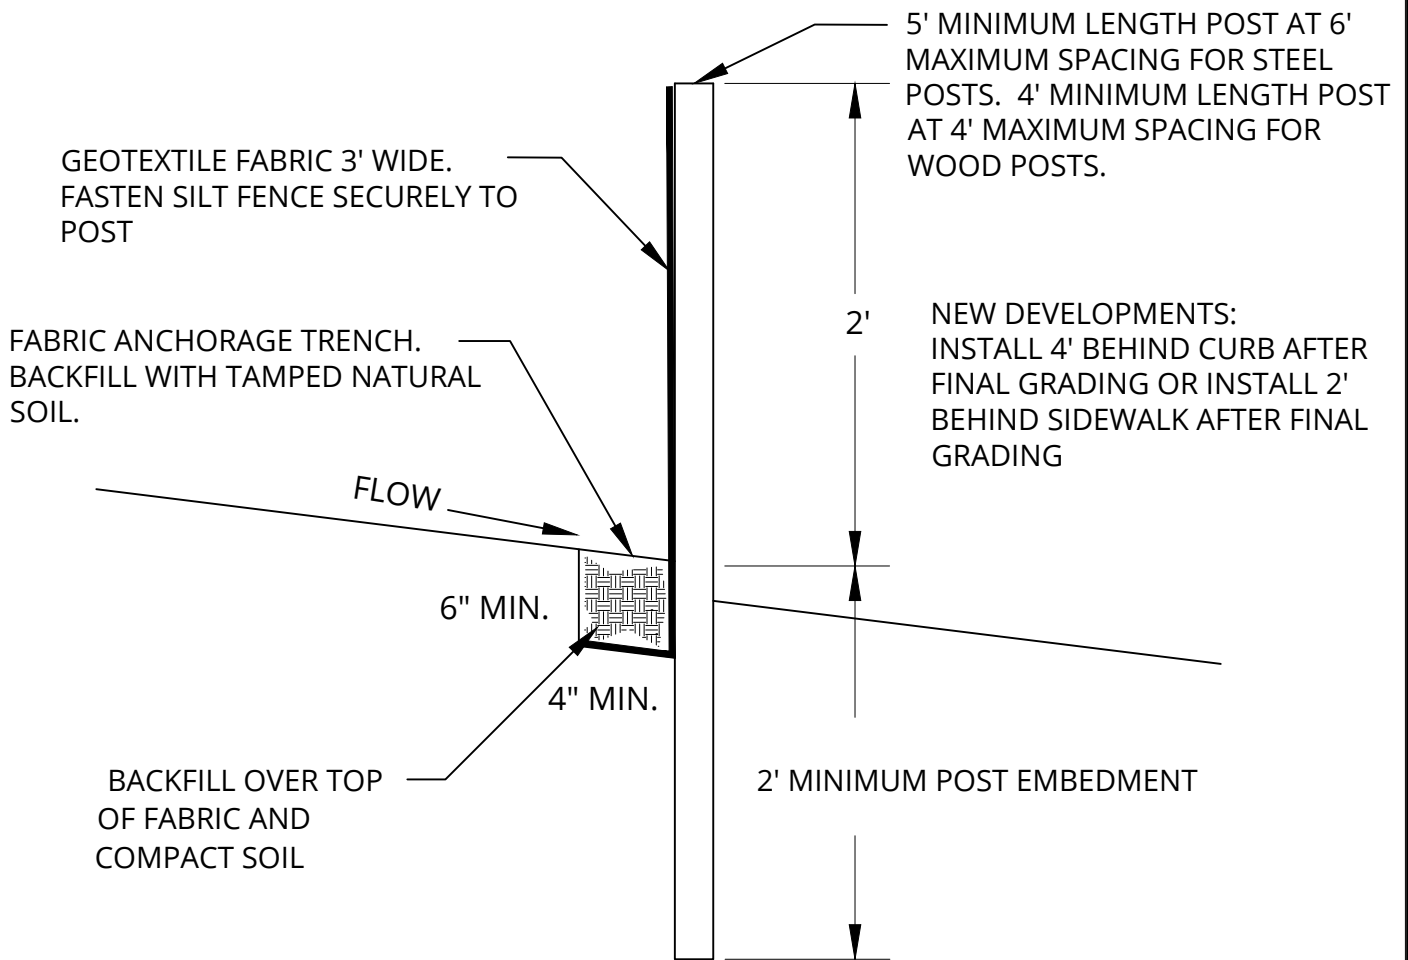 5' MINIMUM LENGTH POST AT 6'
MAXIMUM SPACING FOR STEEL
POSTS.  4' MINIMUM LENGTH POST
AT 4' MAXIMUM SPACING FOR
WOOD POSTS.
GEOTEXTILE FABRIC 3' WIDE.
FASTEN SILT FENCE SECURELY TO
POST
2'
NEW DEVELOPMENTS:
INSTALL 4' BEHIND CURB AFTER
FINAL GRADING OR INSTALL 2'
BEHIND SIDEWALK AFTER FINAL
GRADING
FABRIC ANCHORAGE TRENCH.
BACKFILL WITH TAMPED NATURAL
SOIL.
FLOW
6" MIN.
4" MIN.
BACKFILL OVER TOP
OF FABRIC AND
COMPACT SOIL
2' MINIMUM POST EMBEDMENT